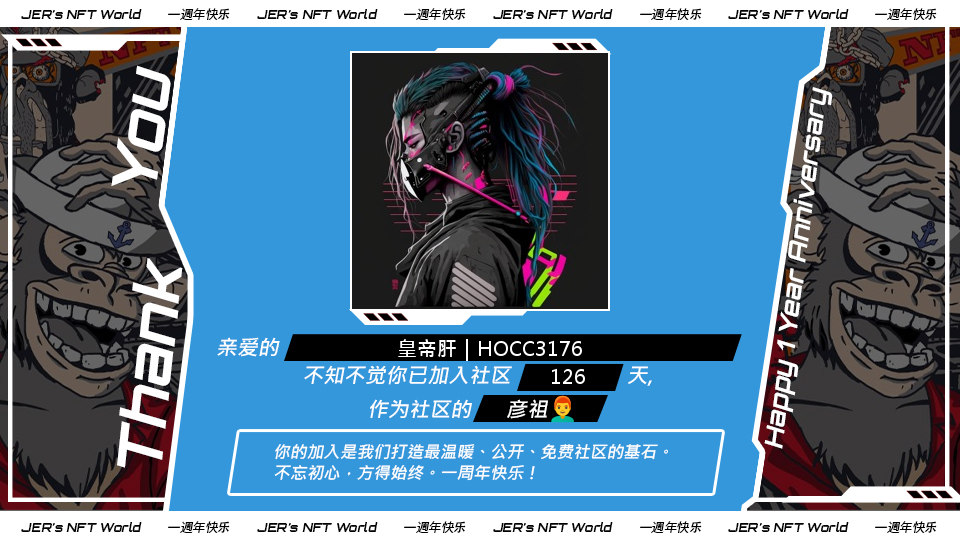 JER's NFT World 一週年快乐 JER's NFT World 一週年快乐 JER's NFT World 一週年快乐 JER's NFT World 一週年快乐
Thank You
亲爱的 皇帝肝 | HOCC3176
不知不觉你已加入社区 126 天,
作为社区的 彦祖👨‍🦰
你的加入是我们打造最温暖、公开、免费社区的基石。
不忘初心，方得始终。一周年快乐！
Happy 1 Year Anniversary
JER's NFT World 一週年快乐 JER's NFT World 一週年快乐 JER's NFT World 一週年快乐 JER's NFT World 一週年快乐